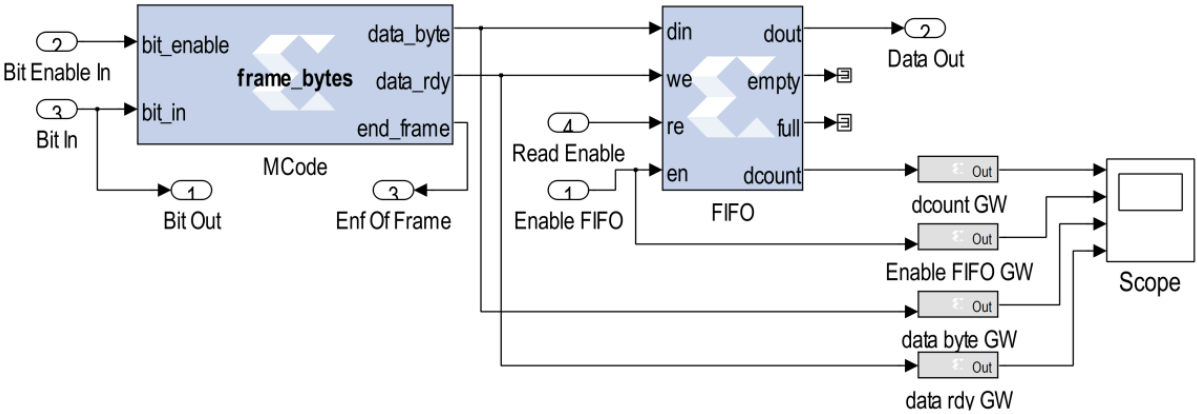 2
Bit Enable In
3
Bit In
bit_enable
bit_in
frame_bytes
data_byte
data_rdy
end_frame
MCode
1
Bit Out
3
Enf Of Frame
4
Read Enable
1
Enable FIFO
din
we
re
en
dout
empty
full
dcount
FIFO
2
Data Out
Out
dcount GW
Out
Enable FIFO GW
Out
data byte GW
Out
data rdy GW
Scope